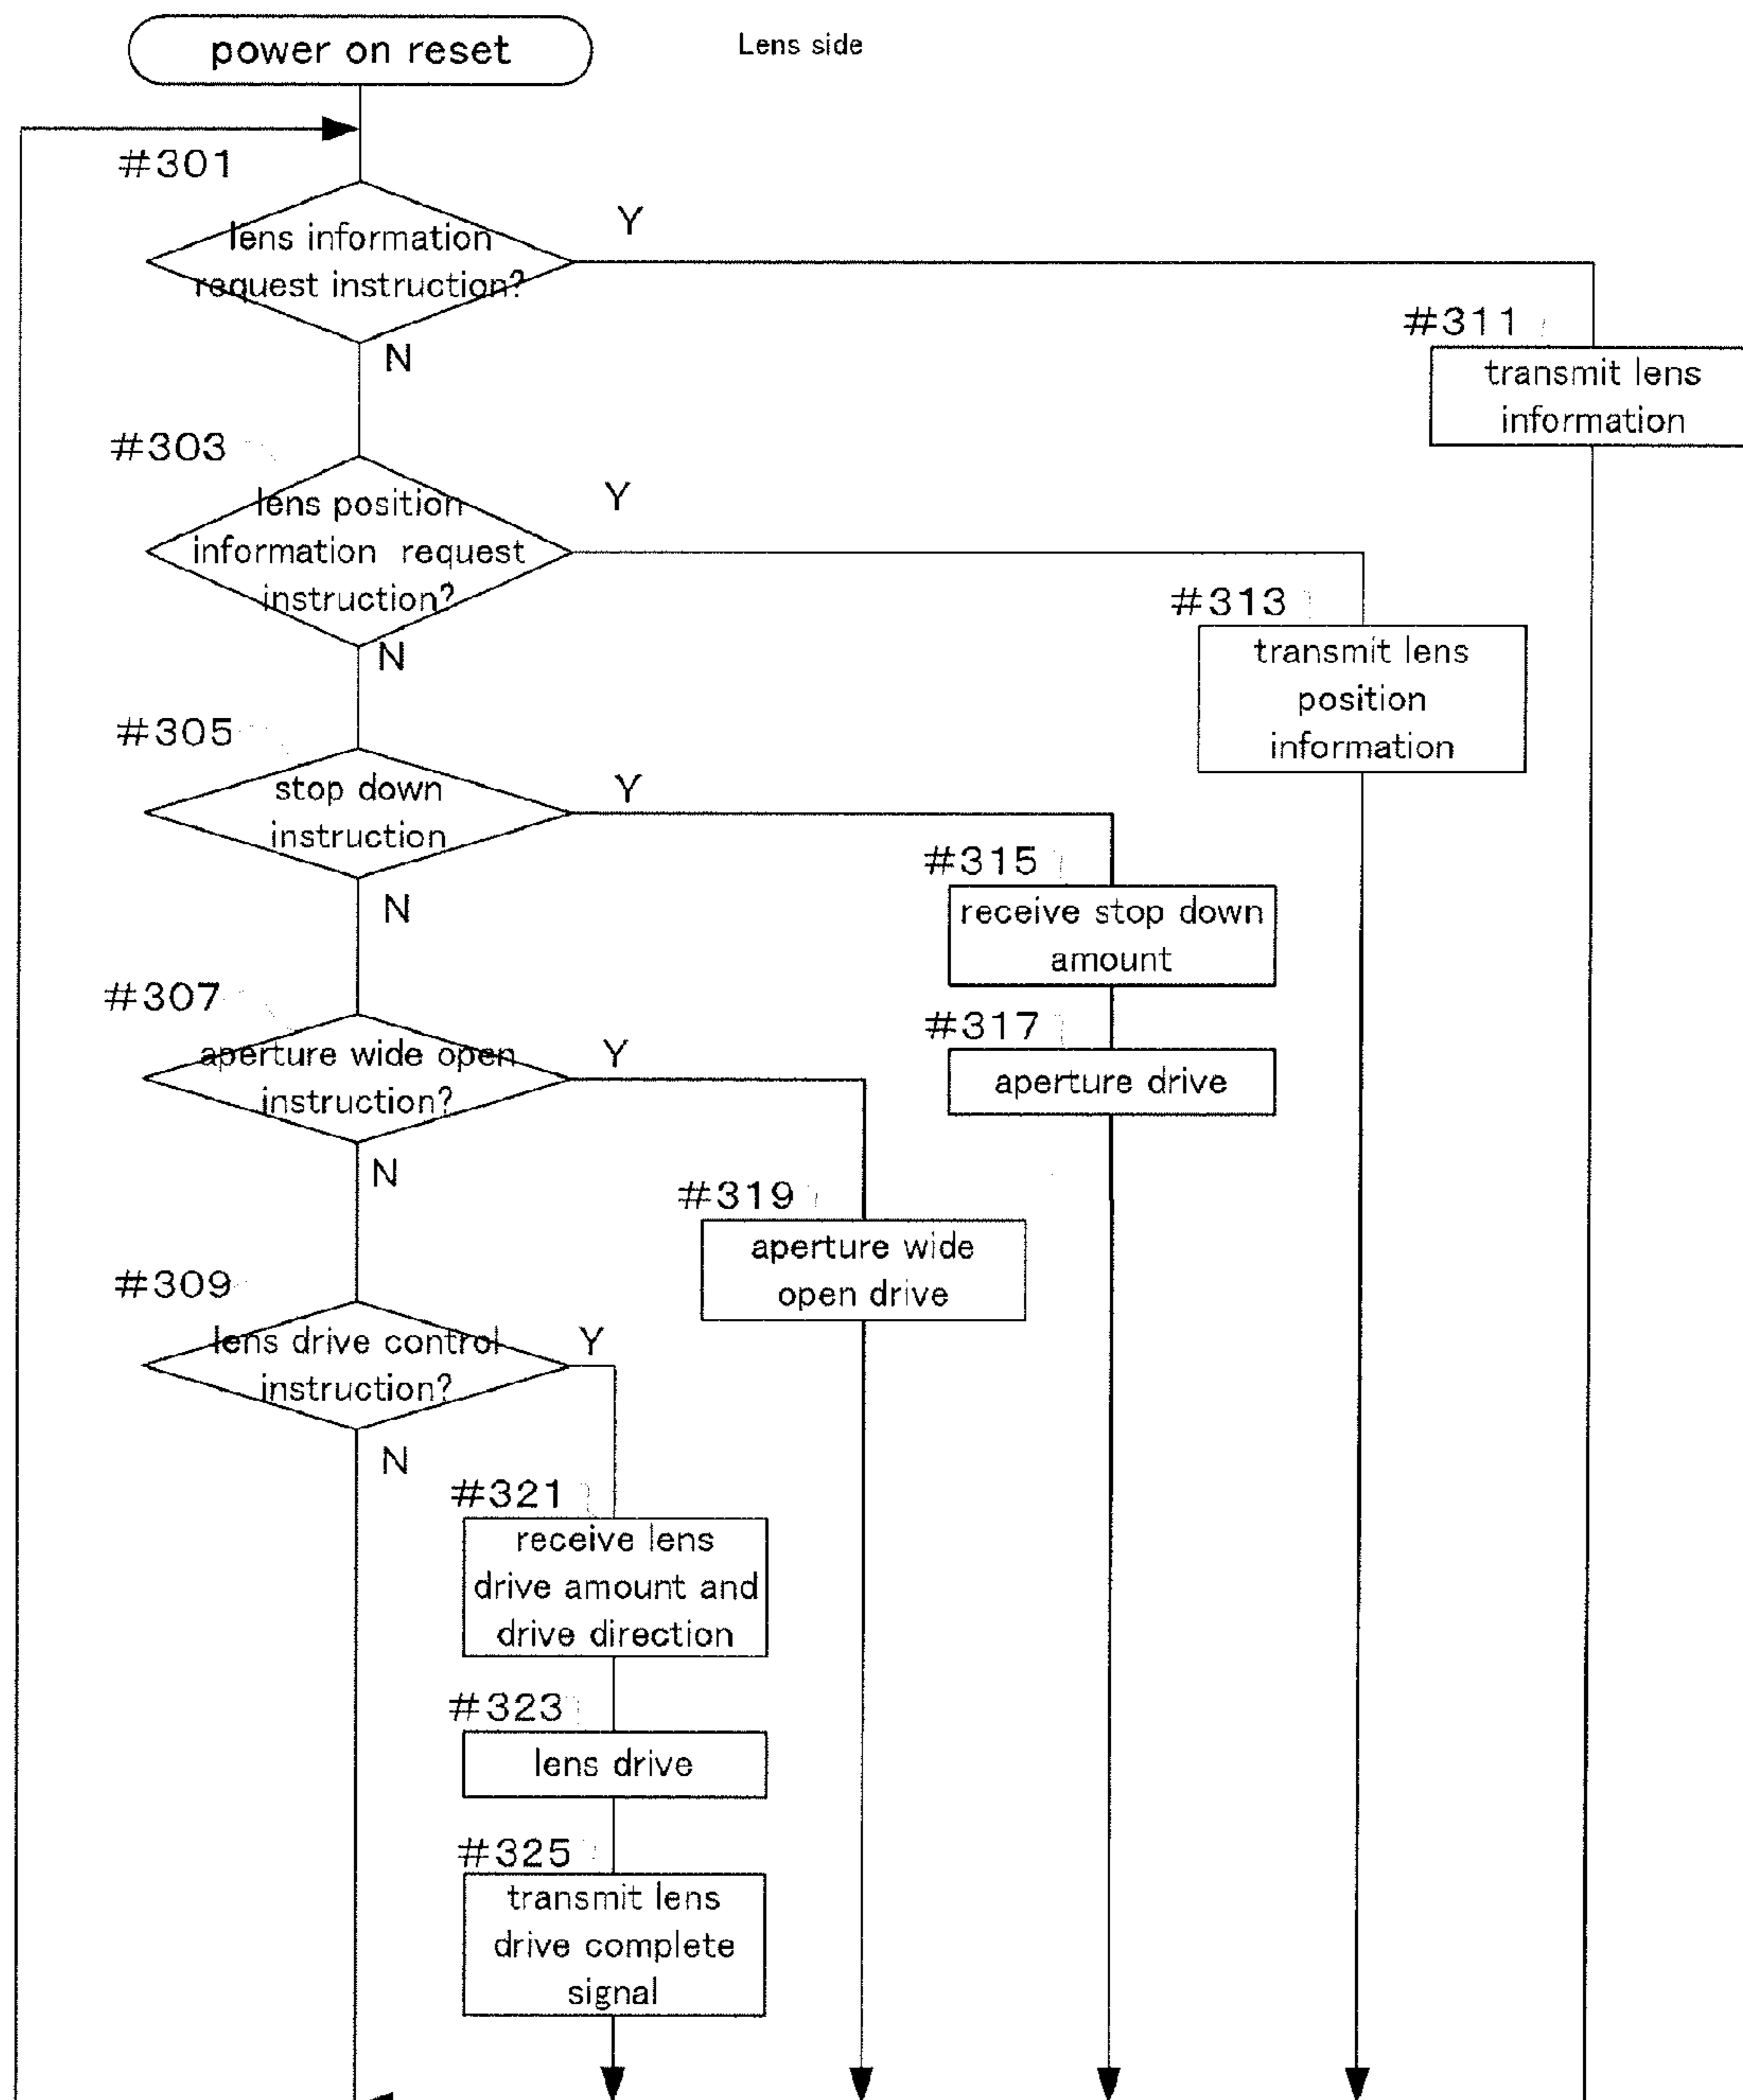 power on reset
Lens side
#301
lens information
request instruction?
Y
N
#311
transmit lens
information
#303
lens position
information request
instruction?
Y
N
#313
transmit lens
position
information
#305
stop down
instruction
Y
N
#315
receive stop down
amount
#317
aperture drive
#307
aperture wide open
instruction?
Y
N
#319
aperture wide
open drive
#309
lens drive control
instruction?
Y
N
#321
receive lens
drive amount and
drive direction
#323
lens drive
#325
transmit lens
drive complete
signal